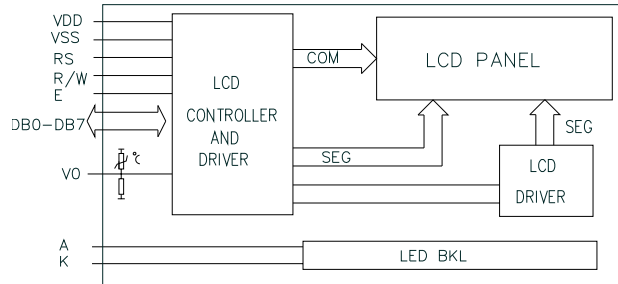 VDD
VSS
RS
R/W
E
DB0-DB7
V0
℃
A
K
LCD
CONTROLLER
AND
DRIVER
COM
SEG
LCD PANEL
SEG
LCD
DRIVER
LED BKL